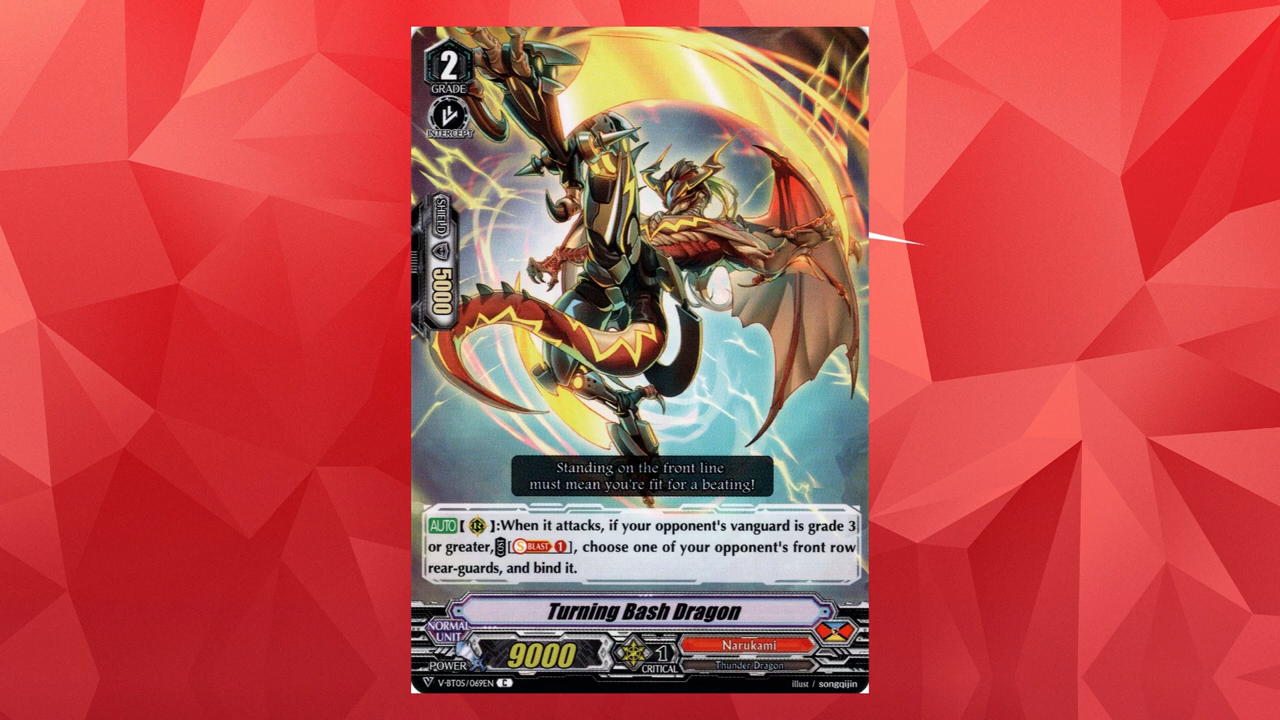 2
GRADE
INTERCEPT
SHIELD
5000
Standing on the front line
must mean you're fit for a beating!
AUTO [ ]:When it attacks, if your opponent's vanguard is grade 3
or greater, COST [ S BLAST 1 ], choose one of your opponent's front row
rear-guards, and bind it.
Turning Bash Dragon
NORMAL
UNIT
POWER
9000
1
CRITICAL
Narukami
Thunder Dragon
V-BT05/069EN C
illust / songqijin